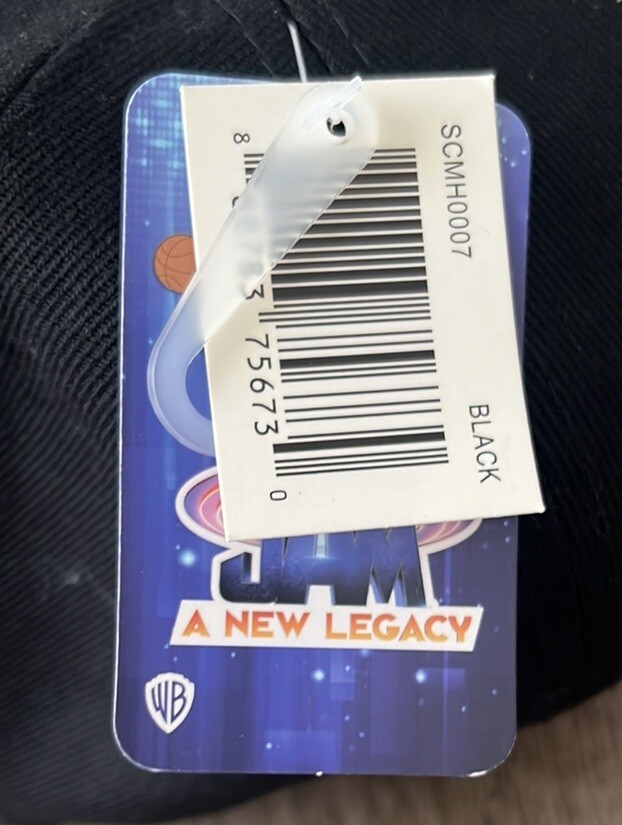 SCMH0007
BLACK
8
3 75673
0
JAM
A NEW LEGACY
WB